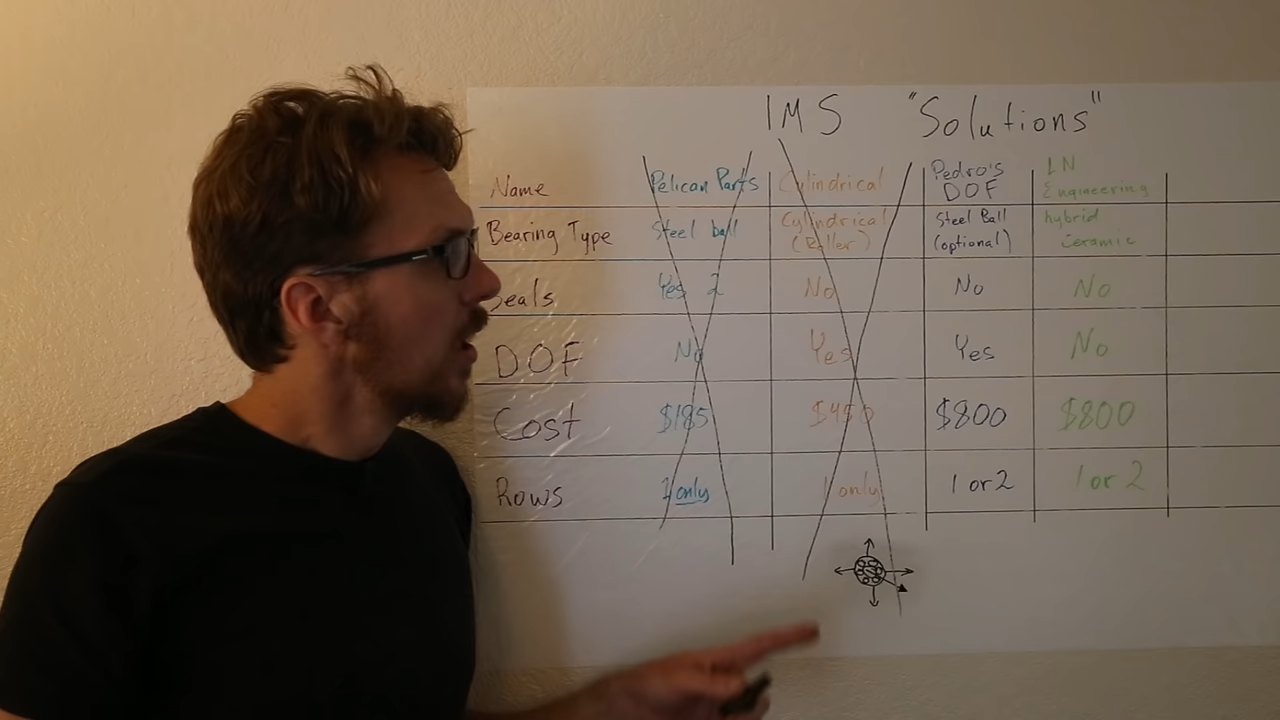 IMS "Solutions"
Name Pelican Parts Cylindrical Pedro's DOF LN Engineering
Bearing Type Steel ball Cylindrical (Roller) Steel Ball (optional) hybrid Ceramic
Seals Yes 2 No No No
DOF No Yes Yes No
Cost $185 $450 $800 $800
Rows 1 only 1 only 1 or 2 1 or 2